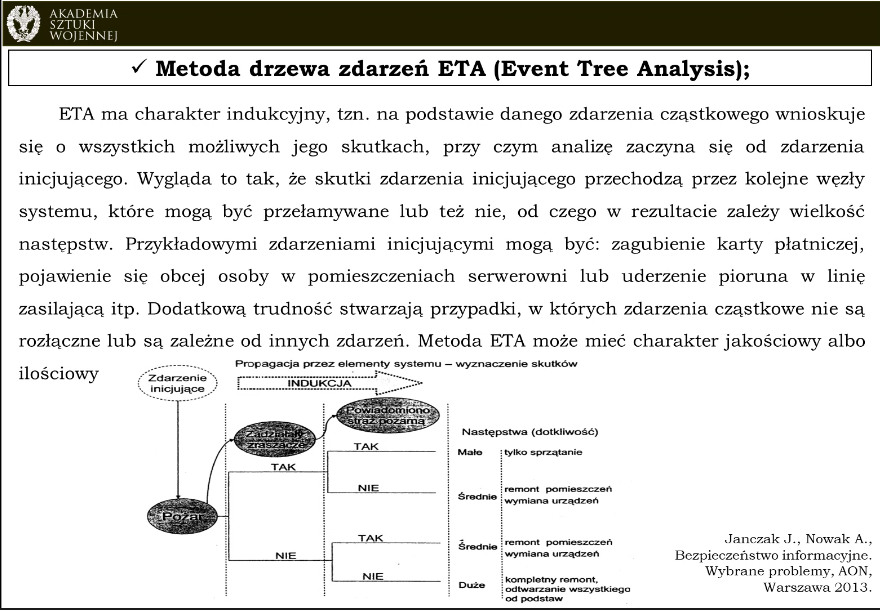 AKADEMIA
SZTUKI
WOJENNEJ
✓ Metoda drzewa zdarzeń ETA (Event Tree Analysis);
ETA ma charakter indukcyjny, tzn. na podstawie danego zdarzenia cząstkowego wnioskuje
się o wszystkich możliwych jego skutkach, przy czym analizę zaczyna się od zdarzenia
inicjującego. Wygląda to tak, że skutki zdarzenia inicjującego przechodzą przez kolejne węzły
systemu, które mogą być przełamywane lub też nie, od czego w rezultacie zależy wielkość
następstw. Przykładowymi zdarzeniami inicjującymi mogą być: zagubienie karty płatniczej,
pojawienie się obcej osoby w pomieszczeniach serwerowni lub uderzenie pioruna w linię
zasilającą itp. Dodatkową trudność stwarzają przypadki, w których zdarzenia cząstkowe nie są
rozłączne lub są zależne od innych zdarzeń. Metoda ETA może mieć charakter jakościowy albo
ilościowy
Propagacja przez elementy systemu – wyznaczenie skutków
Zdarzenie
inicjujące
INDUKCJA
Powiadomiono
straż pożarną
Zadziałały
zraszacze
Następstwa (dotkliwość)
TAK
Małe
tylko sprzątanie
TAK
NIE
Średnie
remont pomieszczeń
wymiana urządzeń
Pożar
TAK
Średnie
remont pomieszczeń
wymiana urządzeń
NIE
NIE
Duże
kompletny remont,
odtwarzanie wszystkiego
od podstaw
Janczak J., Nowak A.,
Bezpieczeństwo informacyjne.
Wybrane problemy, AON,
Warszawa 2013.